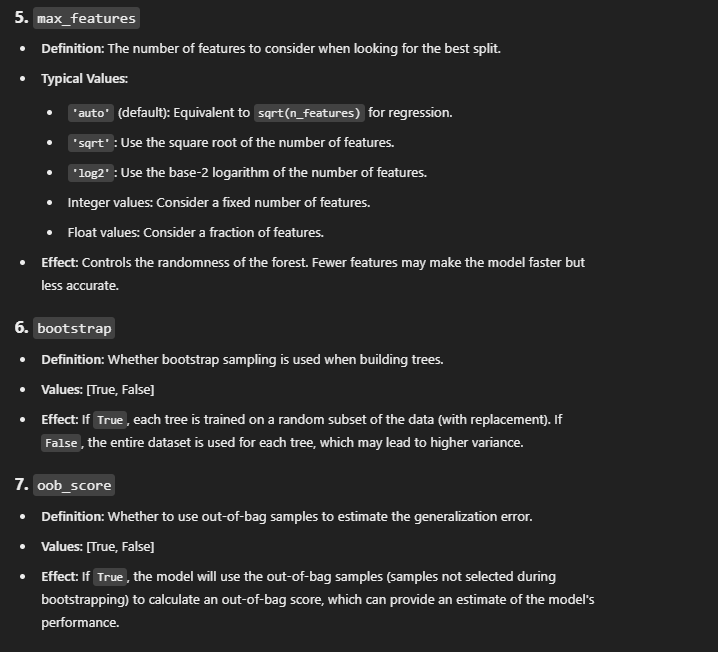 5. max_features
• Definition: The number of features to consider when looking for the best split.
• Typical Values:
• 'auto' (default): Equivalent to sqrt(n_features) for regression.
• 'sqrt': Use the square root of the number of features.
• 'log2': Use the base-2 logarithm of the number of features.
• Integer values: Consider a fixed number of features.
• Float values: Consider a fraction of features.
• Effect: Controls the randomness of the forest. Fewer features may make the model faster but
less accurate.
6. bootstrap
• Definition: Whether bootstrap sampling is used when building trees.
• Values: [True, False]
• Effect: If True, each tree is trained on a random subset of the data (with replacement). If
False, the entire dataset is used for each tree, which may lead to higher variance.
7. oob_score
• Definition: Whether to use out-of-bag samples to estimate the generalization error.
• Values: [True, False]
• Effect: If True, the model will use the out-of-bag samples (samples not selected during
bootstrapping) to calculate an out-of-bag score, which can provide an estimate of the model's
performance.